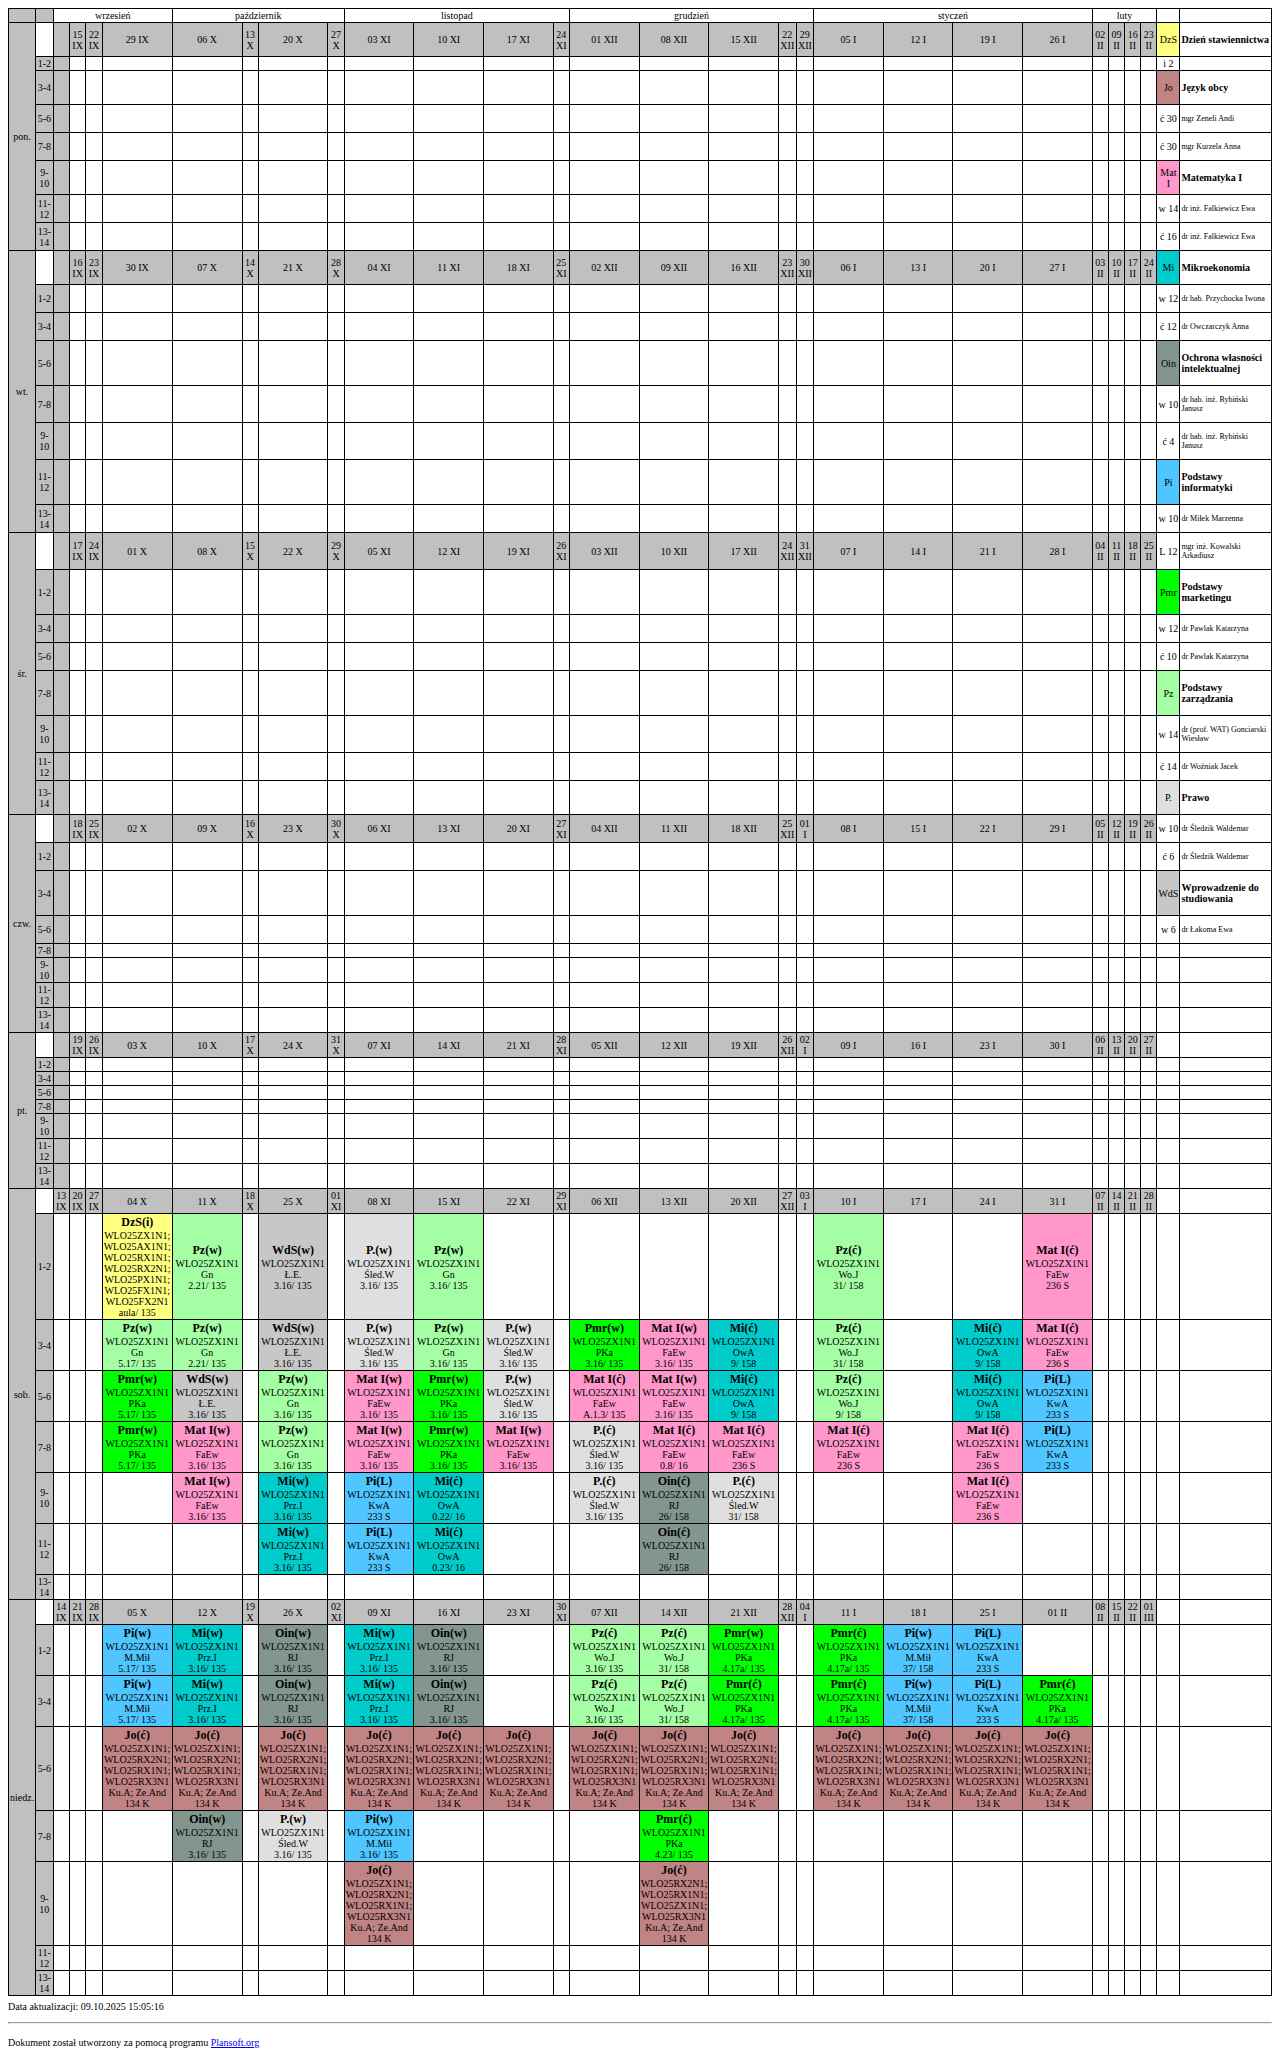 wrzesień październik listopad grudzień styczeń luty
pon. 15 IX 22 IX 29 IX 06 X 13 X 20 X 27 X 03 XI 10 XI 17 XI 24 XI 01 XII 08 XII 15 XII 22 XII 29 XII 05 I 12 I 19 I 26 I 02 II 09 II 16 II 23 II DzS Dzień stawiennictwa
1-2 i 2
3-4 Jo Język obcy
5-6 ć 30 mgr Zeneli Andi
7-8 ć 30 mgr Kurzela Anna
9-10 Mat I Matematyka I
11-12 w 14 dr inż. Falkiewicz Ewa
13-14 ć 16 dr inż. Falkiewicz Ewa
wt. 16 IX 23 IX 30 IX 07 X 14 X 21 X 28 X 04 XI 11 XI 18 XI 25 XI 02 XII 09 XII 16 XII 23 XII 30 XII 06 I 13 I 20 I 27 I 03 II 10 II 17 II 24 II Mi Mikroekonomia
1-2 w 12 dr hab. Przychocka Iwona
3-4 ć 12 dr Owczarczyk Anna
5-6 Oin Ochrona własności intelektualnej
7-8 w 10 dr hab. inż. Rybiński Janusz
9-10 ć 4 dr hab. inż. Rybiński Janusz
11-12 Pi Podstawy informatyki
13-14 w 10 dr Miłek Marzenna
śr. 17 IX 24 IX 01 X 08 X 15 X 22 X 29 X 05 XI 12 XI 19 XI 26 XI 03 XII 10 XII 17 XII 24 XII 31 XII 07 I 14 I 21 I 28 I 04 II 11 II 18 II 25 II L 12 mgr inż. Kowalski Arkadiusz
1-2 Pmr Podstawy marketingu
3-4 w 12 dr Pawlak Katarzyna
5-6 ć 10 dr Pawlak Katarzyna
7-8 Pz Podstawy zarządzania
9-10 w 14 dr (prof. WAT) Gonciarski Wiesław
11-12 ć 14 dr Woźniak Jacek
13-14 P. Prawo
czw. 18 IX 25 IX 02 X 09 X 16 X 23 X 30 X 06 XI 13 XI 20 XI 27 XI 04 XII 11 XII 18 XII 25 XII 01 I 08 I 15 I 22 I 29 I 05 II 12 II 19 II 26 II w 10 dr Śledzik Waldemar
1-2 ć 6 dr Śledzik Waldemar
3-4 WdS Wprowadzenie do studiowania
5-6 w 6 dr Łakoma Ewa
7-8
9-10
11-12
13-14
pt. 19 IX 26 IX 03 X 10 X 17 X 24 X 31 X 07 XI 14 XI 21 XI 28 XI 05 XII 12 XII 19 XII 26 XII 02 I 09 I 16 I 23 I 30 I 06 II 13 II 20 II 27 II
1-2
3-4
5-6
7-8
9-10
11-12
13-14
sob. 13 IX 20 IX 27 IX 04 X 11 X 18 X 25 X 01 XI 08 XI 15 XI 22 XI 29 XI 06 XII 13 XII 20 XII 27 XII 03 I 10 I 17 I 24 I 31 I 07 II 14 II 21 II 28 II
1-2 DzS(i) WLO25ZX1N1; WLO25AX1N1; WLO25RX1N1; WLO25RX2N1; WLO25PX1N1; WLO25FX1N1; WLO25FX2N1 aula/ 135
Pz(w) WLO25ZX1N1 Gn 2.21/ 135
WdS(w) WLO25ZX1N1 Ł.E. 3.16/ 135
P.(w) WLO25ZX1N1 Śled.W 3.16/ 135
Pz(w) WLO25ZX1N1 Gn 3.16/ 135
Pz(ć) WLO25ZX1N1 Wo.J 31/ 158
Mat I(ć) WLO25ZX1N1 FaEw 236 S
3-4 Pz(w) WLO25ZX1N1 Gn 5.17/ 135
Pz(w) WLO25ZX1N1 Gn 2.21/ 135
WdS(w) WLO25ZX1N1 Ł.E. 3.16/ 135
P.(w) WLO25ZX1N1 Śled.W 3.16/ 135
Pz(w) WLO25ZX1N1 Gn 3.16/ 135
P.(w) WLO25ZX1N1 Śled.W 3.16/ 135
Pmr(w) WLO25ZX1N1 PKa 3.16/ 135
Mat I(w) WLO25ZX1N1 FaEw 3.16/ 135
Mi(ć) WLO25ZX1N1 OwA 9/ 158
Pz(ć) WLO25ZX1N1 Wo.J 31/ 158
Mi(ć) WLO25ZX1N1 OwA 9/ 158
Mat I(ć) WLO25ZX1N1 FaEw 236 S
5-6 Pmr(w) WLO25ZX1N1 PKa 5.17/ 135
WdS(w) WLO25ZX1N1 Ł.E. 3.16/ 135
Pz(w) WLO25ZX1N1 Gn 3.16/ 135
Mat I(w) WLO25ZX1N1 FaEw 3.16/ 135
Pmr(w) WLO25ZX1N1 PKa 3.16/ 135
P.(w) WLO25ZX1N1 Śled.W 3.16/ 135
Mat I(ć) WLO25ZX1N1 FaEw A.1.3/ 135
Mat I(w) WLO25ZX1N1 FaEw 3.16/ 135
Mi(ć) WLO25ZX1N1 OwA 9/ 158
Pz(ć) WLO25ZX1N1 Wo.J 9/ 158
Mi(ć) WLO25ZX1N1 OwA 9/ 158
Pi(L) WLO25ZX1N1 KwA 233 S
7-8 Pmr(w) WLO25ZX1N1 PKa 5.17/ 135
Mat I(w) WLO25ZX1N1 FaEw 3.16/ 135
Pz(w) WLO25ZX1N1 Gn 3.16/ 135
Mat I(w) WLO25ZX1N1 FaEw 3.16/ 135
Pmr(w) WLO25ZX1N1 PKa 3.16/ 135
Mat I(w) WLO25ZX1N1 FaEw 3.16/ 135
P.(ć) WLO25ZX1N1 Śled.W 3.16/ 135
Mat I(ć) WLO25ZX1N1 FaEw 0.8/ 16
Mat I(ć) WLO25ZX1N1 FaEw 236 S
Mat I(ć) WLO25ZX1N1 FaEw 236 S
Mat I(ć) WLO25ZX1N1 FaEw 236 S
Pi(L) WLO25ZX1N1 KwA 233 S
9-10 Mat I(w) WLO25ZX1N1 FaEw 3.16/ 135
Mi(w) WLO25ZX1N1 Prz.I 3.16/ 135
Pi(L) WLO25ZX1N1 KwA 233 S
Mi(ć) WLO25ZX1N1 OwA 0.22/ 16
P.(ć) WLO25ZX1N1 Śled.W 3.16/ 135
Oin(ć) WLO25ZX1N1 RJ 26/ 158
P.(ć) WLO25ZX1N1 Śled.W 31/ 158
Mat I(ć) WLO25ZX1N1 FaEw 236 S
11-12 Mi(w) WLO25ZX1N1 Prz.I 3.16/ 135
Pi(L) WLO25ZX1N1 KwA 233 S
Mi(ć) WLO25ZX1N1 OwA 0.23/ 16
Oin(ć) WLO25ZX1N1 RJ 26/ 158
13-14
niedz. 14 IX 21 IX 28 IX 05 X 12 X 19 X 26 X 02 XI 09 XI 16 XI 23 XI 30 XI 07 XII 14 XII 21 XII 28 XII 04 I 11 I 18 I 25 I 01 II 08 II 15 II 22 II 01 III
1-2 Pi(w) WLO25ZX1N1 M.Mił 5.17/ 135
Mi(w) WLO25ZX1N1 Prz.I 3.16/ 135
Oin(w) WLO25ZX1N1 RJ 3.16/ 135
Mi(w) WLO25ZX1N1 Prz.I 3.16/ 135
Oin(w) WLO25ZX1N1 RJ 3.16/ 135
Pz(ć) WLO25ZX1N1 Wo.J 3.16/ 135
Pz(ć) WLO25ZX1N1 Wo.J 31/ 158
Pmr(w) WLO25ZX1N1 PKa 4.17a/ 135
Pmr(ć) WLO25ZX1N1 PKa 4.17a/ 135
Pi(w) WLO25ZX1N1 M.Mił 37/ 158
Pi(L) WLO25ZX1N1 KwA 233 S
3-4 Pi(w) WLO25ZX1N1 M.Mił 5.17/ 135
Mi(w) WLO25ZX1N1 Prz.I 3.16/ 135
Oin(w) WLO25ZX1N1 RJ 3.16/ 135
Mi(w) WLO25ZX1N1 Prz.I 3.16/ 135
Oin(w) WLO25ZX1N1 RJ 3.16/ 135
Pz(ć) WLO25ZX1N1 Wo.J 3.16/ 135
Pz(ć) WLO25ZX1N1 Wo.J 31/ 158
Pmr(ć) WLO25ZX1N1 PKa 4.17a/ 135
Pmr(ć) WLO25ZX1N1 PKa 4.17a/ 135
Pi(w) WLO25ZX1N1 M.Mił 37/ 158
Pi(L) WLO25ZX1N1 KwA 233 S
Pmr(ć) WLO25ZX1N1 PKa 4.17a/ 135
5-6 Jo(ć) WLO25ZX1N1; WLO25RX2N1; WLO25RX1N1; WLO25RX3N1 Ku.A; Ze.And 134 K
Jo(ć) WLO25ZX1N1; WLO25RX2N1; WLO25RX1N1; WLO25RX3N1 Ku.A; Ze.And 134 K
Jo(ć) WLO25ZX1N1; WLO25RX2N1; WLO25RX1N1; WLO25RX3N1 Ku.A; Ze.And 134 K
Jo(ć) WLO25ZX1N1; WLO25RX2N1; WLO25RX1N1; WLO25RX3N1 Ku.A; Ze.And 134 K
Jo(ć) WLO25ZX1N1; WLO25RX2N1; WLO25RX1N1; WLO25RX3N1 Ku.A; Ze.And 134 K
Jo(ć) WLO25ZX1N1; WLO25RX2N1; WLO25RX1N1; WLO25RX3N1 Ku.A; Ze.And 134 K
Jo(ć) WLO25ZX1N1; WLO25RX2N1; WLO25RX1N1; WLO25RX3N1 Ku.A; Ze.And 134 K
Jo(ć) WLO25ZX1N1; WLO25RX2N1; WLO25RX1N1; WLO25RX3N1 Ku.A; Ze.And 134 K
Jo(ć) WLO25ZX1N1; WLO25RX2N1; WLO25RX1N1; WLO25RX3N1 Ku.A; Ze.And 134 K
Jo(ć) WLO25ZX1N1; WLO25RX2N1; WLO25RX1N1; WLO25RX3N1 Ku.A; Ze.And 134 K
Jo(ć) WLO25ZX1N1; WLO25RX2N1; WLO25RX1N1; WLO25RX3N1 Ku.A; Ze.And 134 K
Jo(ć) WLO25ZX1N1; WLO25RX2N1; WLO25RX1N1; WLO25RX3N1 Ku.A; Ze.And 134 K
Jo(ć) WLO25ZX1N1; WLO25RX2N1; WLO25RX1N1; WLO25RX3N1 Ku.A; Ze.And 134 K
7-8 Oin(w) WLO25ZX1N1 RJ 3.16/ 135
P.(w) WLO25ZX1N1 Śled.W 3.16/ 135
Pi(w) WLO25ZX1N1 M.Mił 3.16/ 135
Pmr(ć) WLO25ZX1N1 PKa 4.23/ 135
9-10 Jo(ć) WLO25ZX1N1; WLO25RX2N1; WLO25RX1N1; WLO25RX3N1 Ku.A; Ze.And 134 K
Jo(ć) WLO25RX2N1; WLO25RX1N1; WLO25ZX1N1; WLO25RX3N1 Ku.A; Ze.And 134 K
11-12
13-14
Data aktualizacji: 09.10.2025 15:05:16
Dokument został utworzony za pomocą programu Plansoft.org